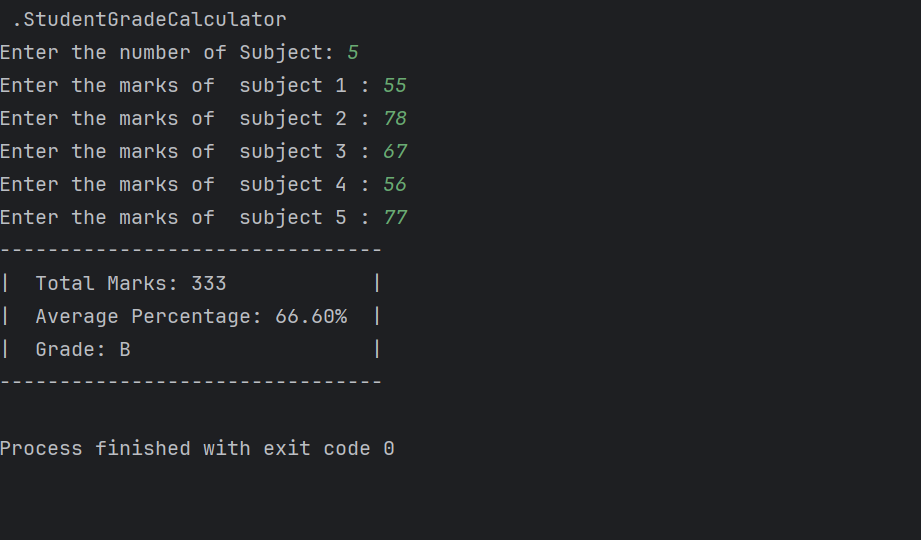 .StudentGradeCalculator
Enter the number of Subject: 5
Enter the marks of  subject 1 : 55
Enter the marks of  subject 2 : 78
Enter the marks of  subject 3 : 67
Enter the marks of  subject 4 : 56
Enter the marks of  subject 5 : 77
--------------------------------
|  Total Marks: 333            |
|  Average Percentage: 66.60%  |
|  Grade: B                    |
--------------------------------
Process finished with exit code 0